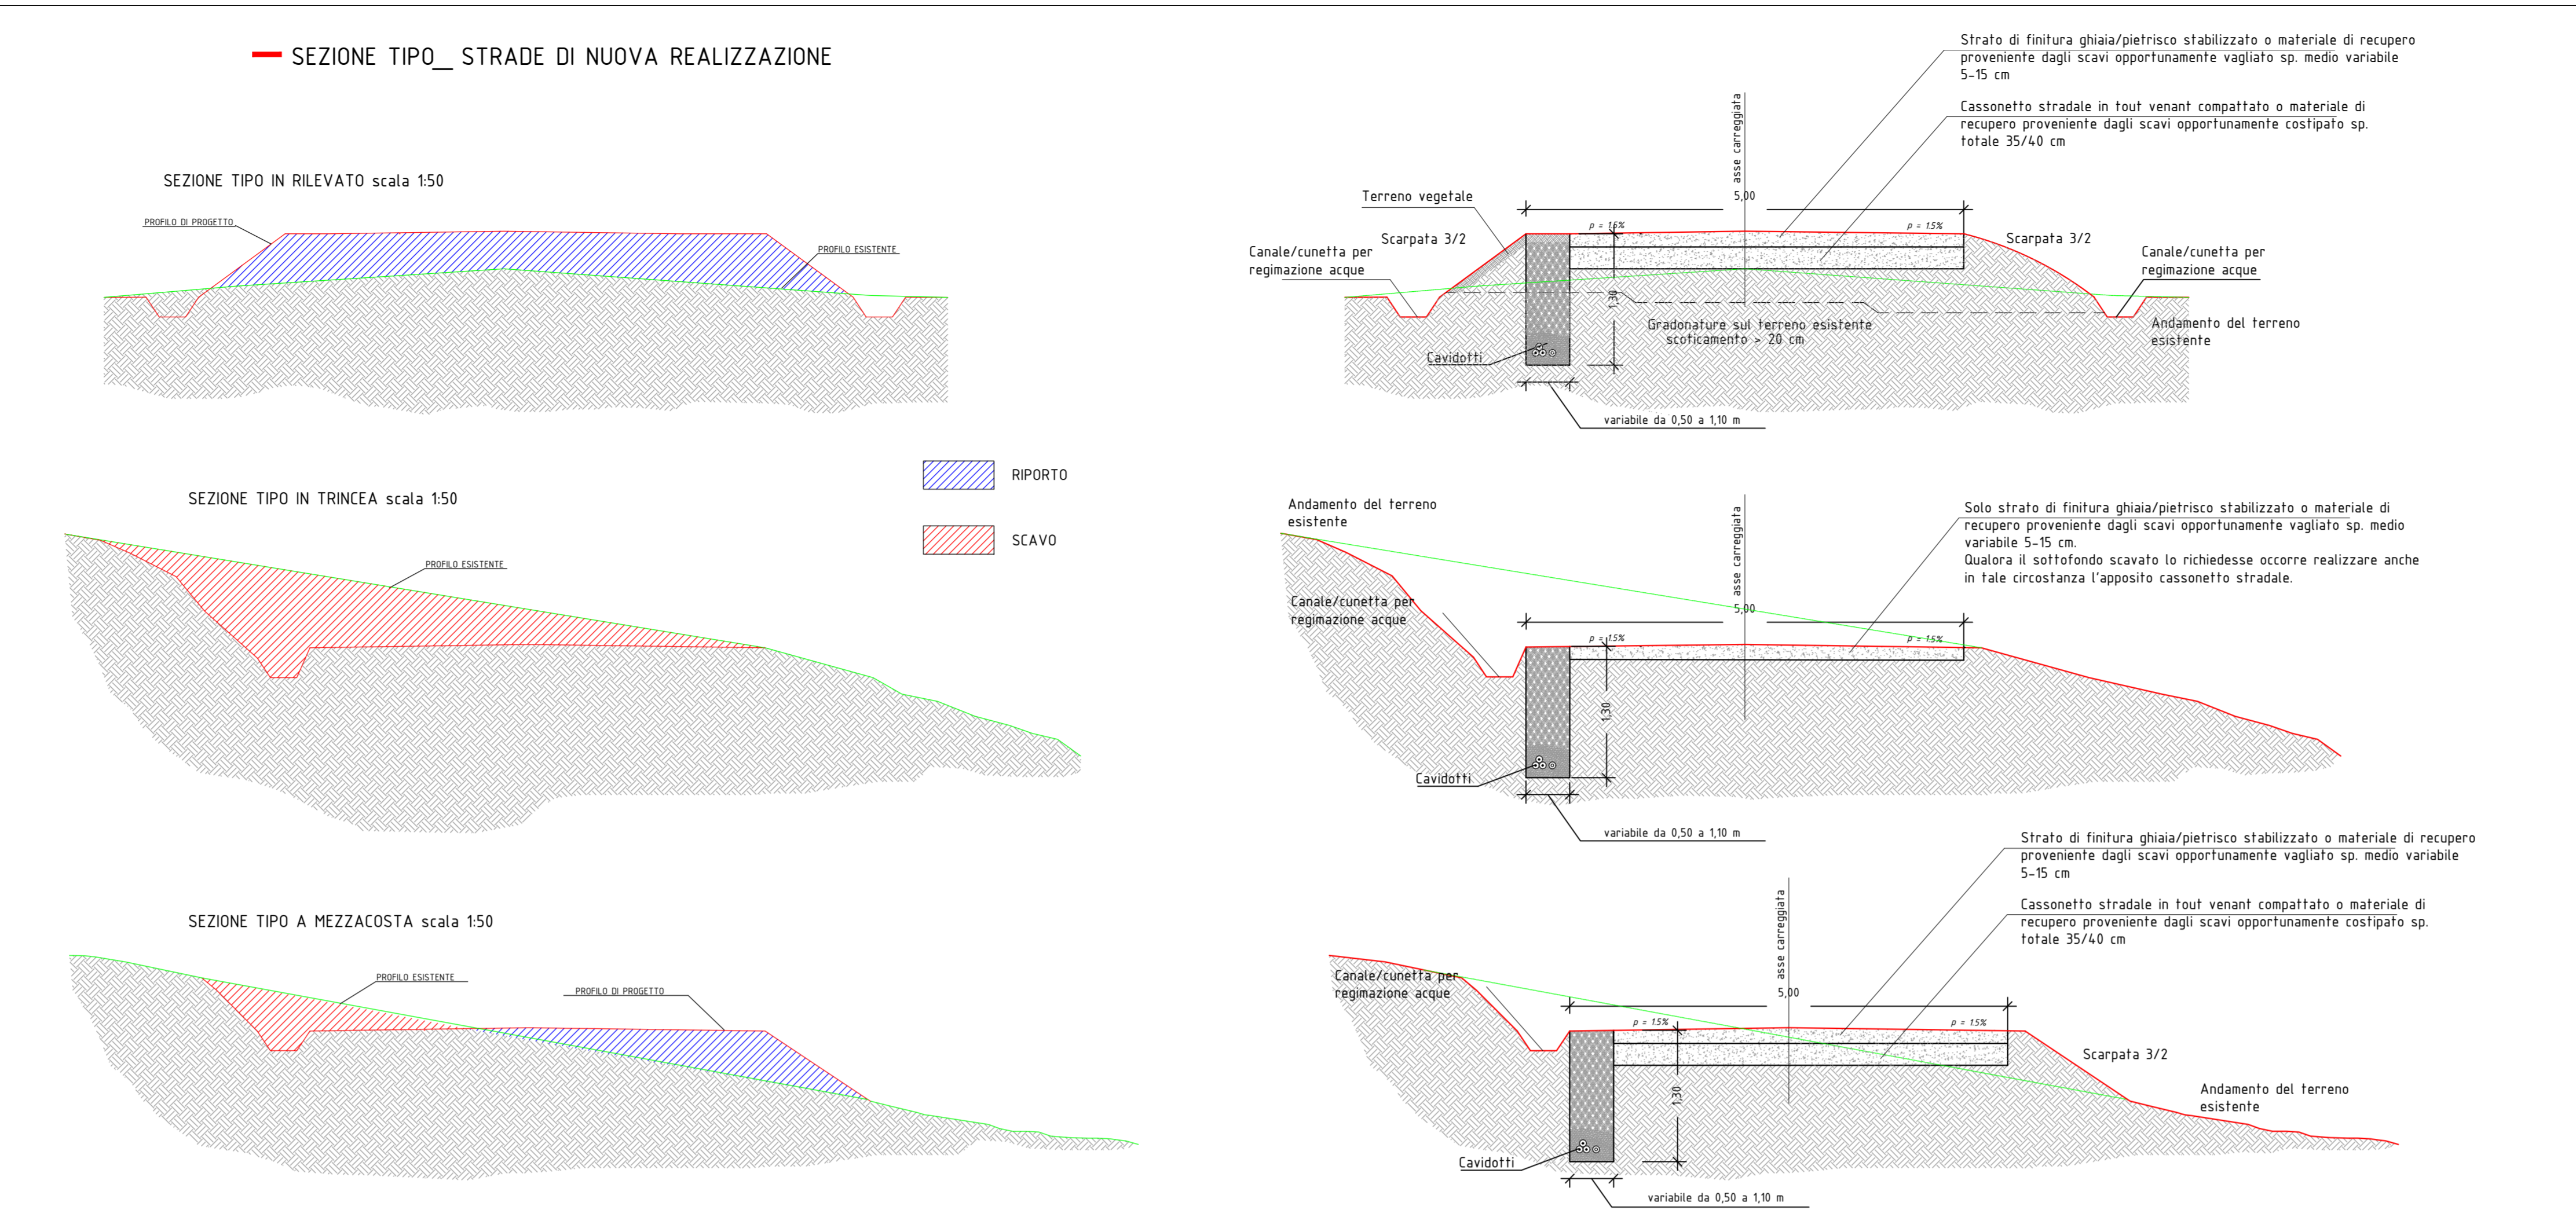 SEZIONE TIPO_ STRADE DI NUOVA REALIZZAZIONE
SEZIONE TIPO IN RILEVATO scala 1:50
PROFILO DI PROGETTO
PROFILO ESISTENTE
Strato di finitura ghiaia/pietrisco stabilizzato o materiale di recupero
proveniente dagli scavi opportunamente vagliato sp. medio variabile
5-15 cm
Cassonetto stradale in tout venant compattato o materiale di
recupero proveniente dagli scavi opportunamente costipato sp.
totale 35/40 cm
asse carreggiata
5,00
Terreno vegetale
Scarpata 3/2
Canale/cunetta per
regimazione acque
p = 1.5%
p = 1.5%
Scarpata 3/2
Canale/cunetta per
regimazione acque
1,30
Gradonature sul terreno esistente
scoticamento > 20 cm
Andamento del terreno
esistente
Cavidotti
variabile da 0,50 a 1,10 m
RIPORTO
SCAVO
SEZIONE TIPO IN TRINCEA scala 1:50
PROFILO ESISTENTE
Andamento del terreno
esistente
asse carreggiata
5,00
Solo strato di finitura ghiaia/pietrisco stabilizzato o materiale di
recupero proveniente dagli scavi opportunamente vagliato sp. medio
variabile 5-15 cm.
Qualora il sottofondo scavato lo richiedesse occorre realizzare anche
in tale circostanza l'apposito cassonetto stradale.
Canale/cunetta per
regimazione acque
p = 1.5%
p = 1.5%
1,30
Cavidotti
variabile da 0,50 a 1,10 m
SEZIONE TIPO A MEZZACOSTA scala 1:50
PROFILO ESISTENTE
PROFILO DI PROGETTO
Strato di finitura ghiaia/pietrisco stabilizzato o materiale di recupero
proveniente dagli scavi opportunamente vagliato sp. medio variabile
5-15 cm
Cassonetto stradale in tout venant compattato o materiale di
recupero proveniente dagli scavi opportunamente costipato sp.
totale 35/40 cm
asse carreggiata
5,00
Canale/cunetta per
regimazione acque
p = 1.5%
p = 1.5%
Scarpata 3/2
1,30
Andamento del terreno
esistente
Cavidotti
variabile da 0,50 a 1,10 m